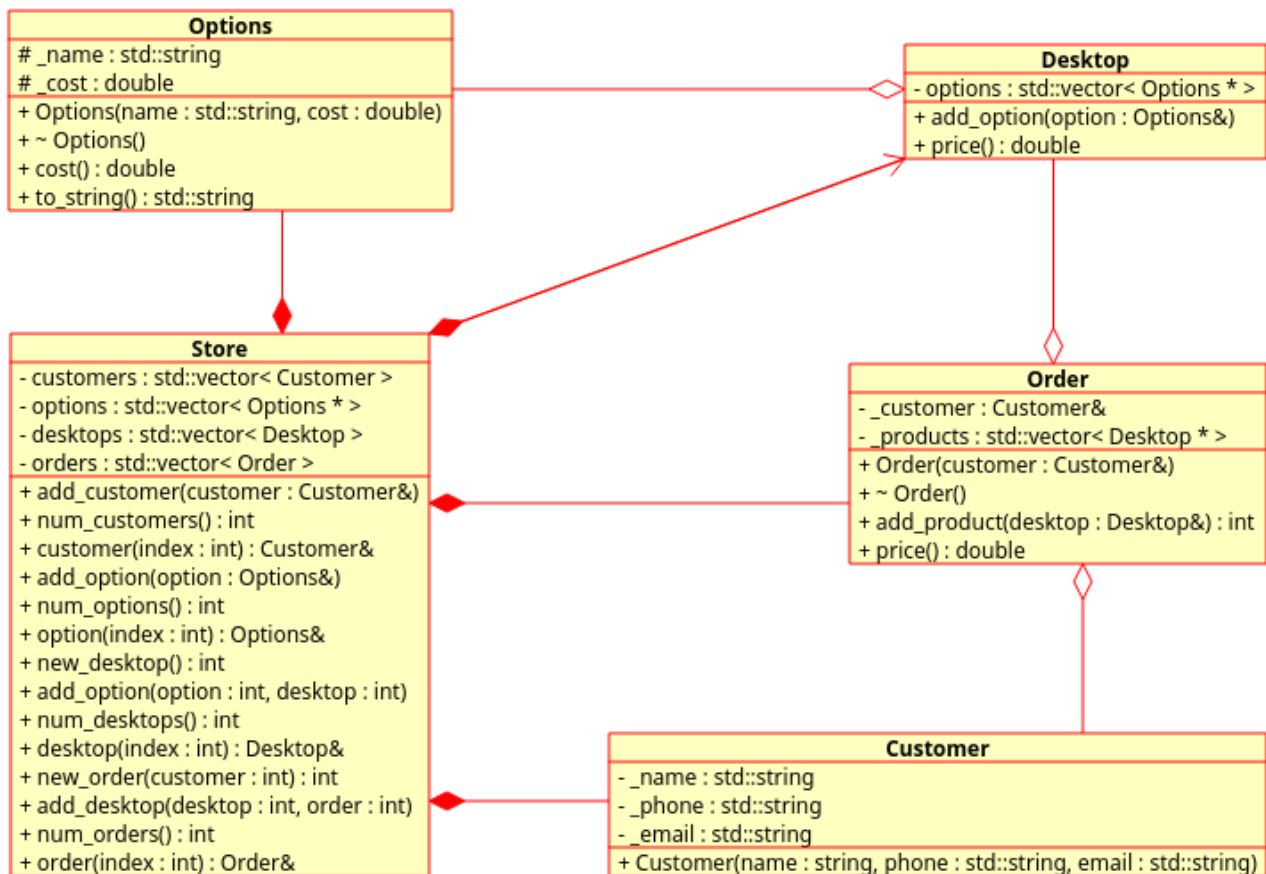 Options
# _name : std::string
# _cost : double
+ Options(name : std::string, cost : double)
+ ~ Options()
+ cost() : double
+ to_string() : std::string
Desktop
- options : std::vector< Options * >
+ add_option(option : Options&)
+ price() : double
Store
- customers : std::vector< Customer >
- options : std::vector< Options * >
- desktops : std::vector< Desktop >
- orders : std::vector< Order >
+ add_customer(customer : Customer&)
+ num_customers() : int
+ customer(index : int) : Customer&
+ add_option(option : Options&)
+ num_options() : int
+ option(index : int) : Options&
+ new_desktop() : int
+ add_option(option : int, desktop : int)
+ num_desktops() : int
+ desktop(index : int) : Desktop&
+ new_order(customer : int) : int
+ add_desktop(desktop : int, order : int)
+ num_orders() : int
+ order(index : int) : Order&
Order
- _customer : Customer&
- _products : std::vector< Desktop * >
+ Order(customer : Customer&)
+ ~ Order()
+ add_product(desktop : Desktop&) : int
+ price() : double
Customer
- _name : std::string
- _phone : std::string
- _email : std::string
+ Customer(name : string, phone : std::string, email : std::string)